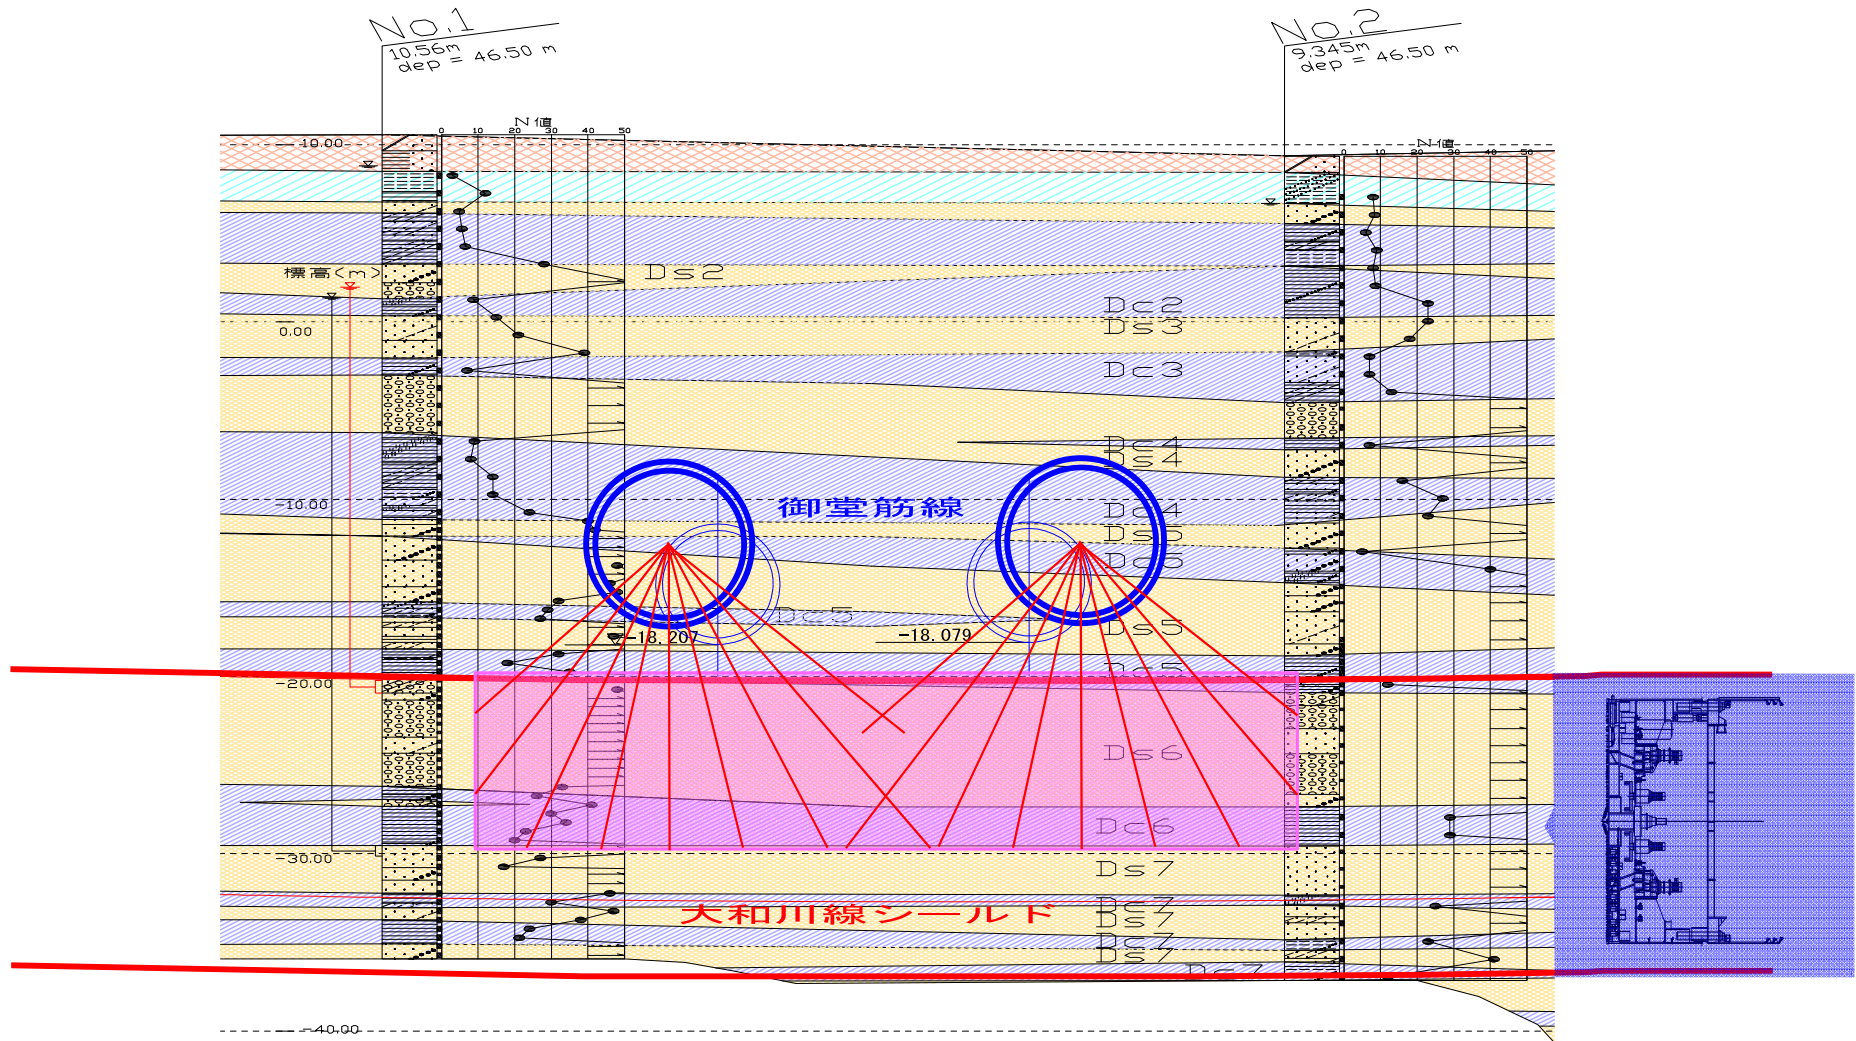 No.1
10.56m
dep = 46.50 m
No.2
9.345m
dep = 46.50 m
N値
0 10 20 30 40 50
N値
0 10 20 30 40 50
10.00
標高(m)
Ds2
Dc2
0.00
Ds3
Dc3
Dc4
Ds4
御堂筋線
-10.00
Dc4
Ds5
Dc5
Dc5
Ds5
-18.207
-18.079
Dc5
-20.00
Ds6
Dc6
-30.00
Ds7
Dc7
大和川線シールド
Ds7
Dc7
Ds7
Dc7
-40.00